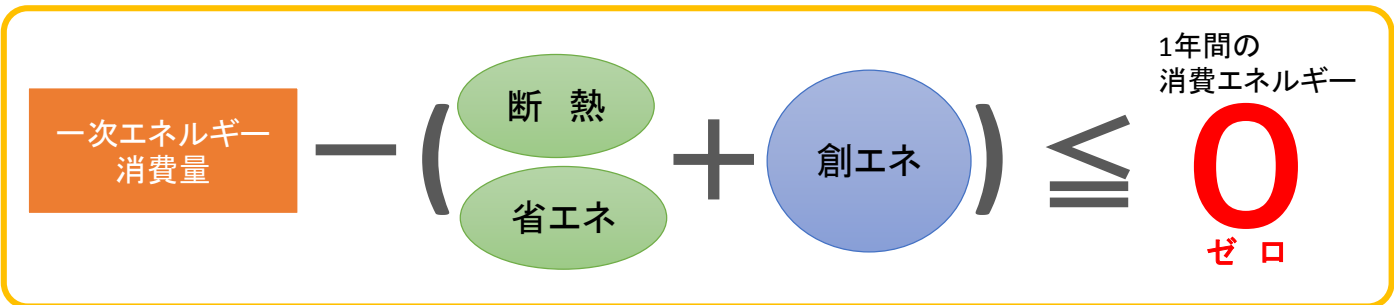 一次エネルギー
消費量
－
(
断　熱
省エネ
＋
創エネ
)
≦
1年間の
消費エネルギー
0
ゼ ロ